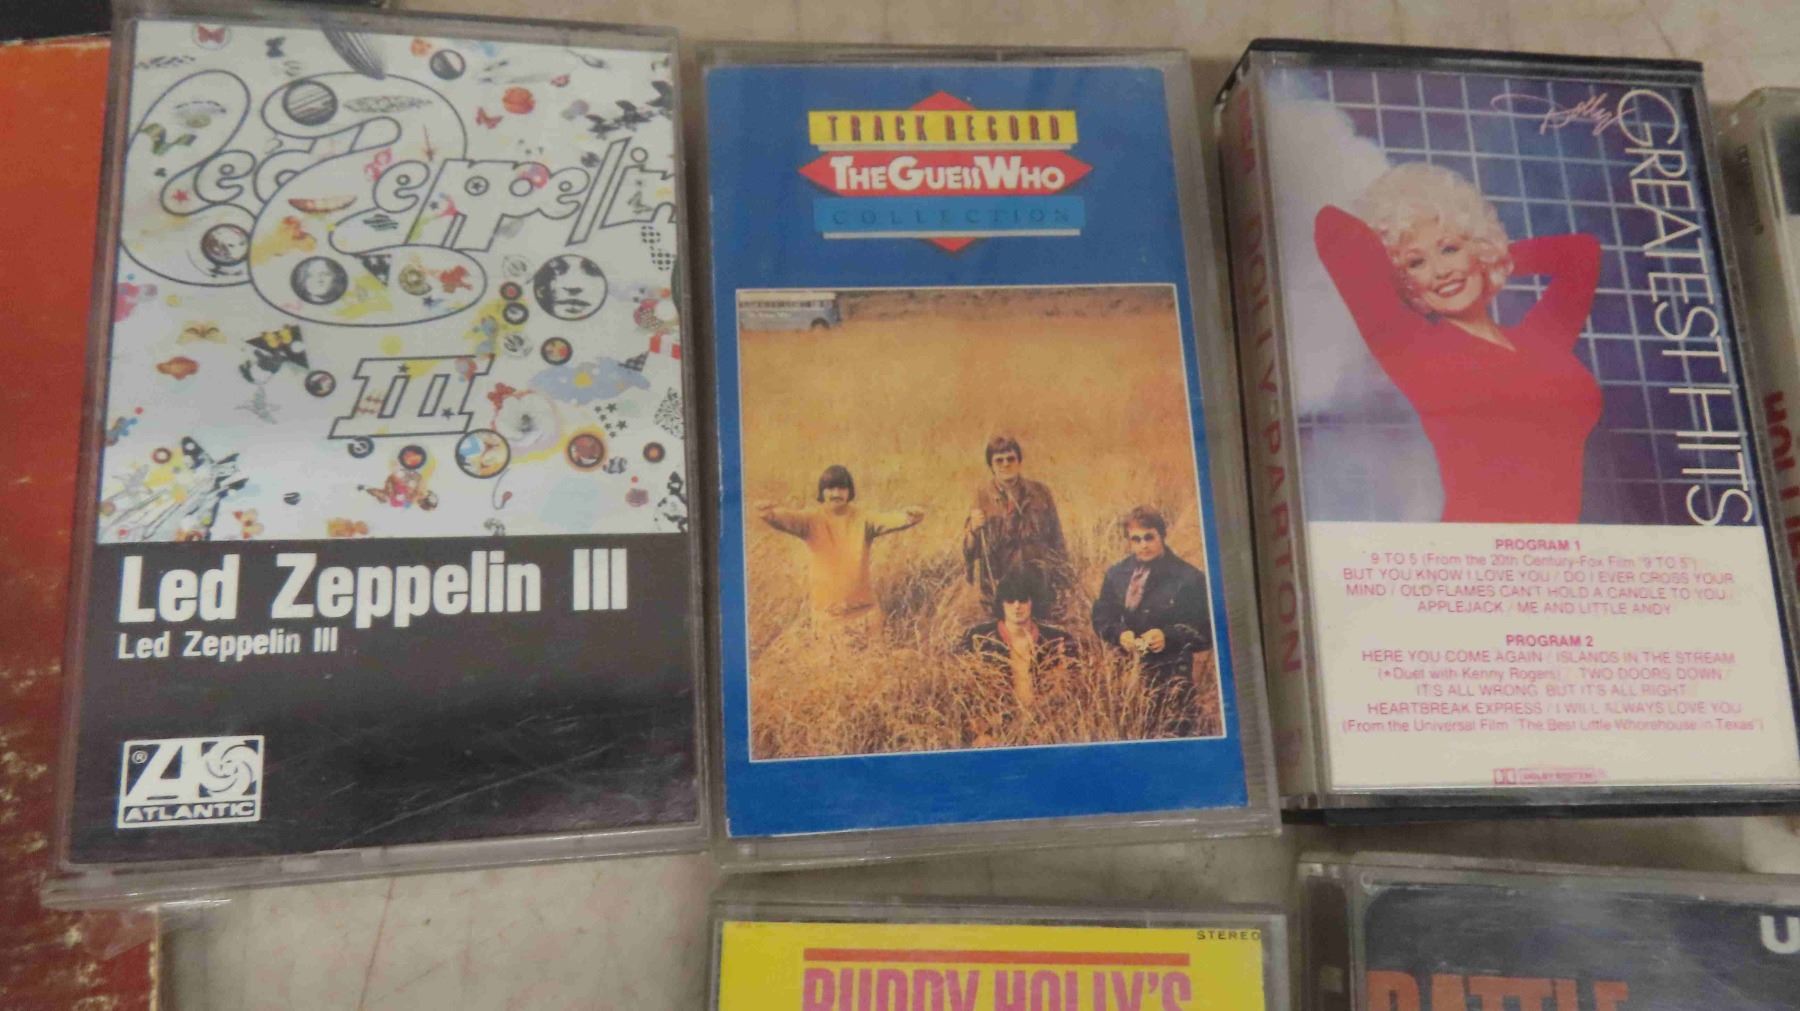 Led Zeppelin
III
Led Zeppelin III
Led Zeppelin III
®
ATLANTIC
TRACK RECORD
THE GUESS WHO
COLLECTION
DOLLY PARTON
Dolly
GREATEST HITS
PROGRAM 1
9 TO 5 (From the 20th Century-Fox Film "9 TO 5")
BUT YOU KNOW I LOVE YOU / DO I EVER CROSS YOUR
MIND / OLD FLAMES CAN'T HOLD A CANDLE TO YOU /
APPLEJACK / ME AND LITTLE ANDY
PROGRAM 2
HERE YOU COME AGAIN / ISLANDS IN THE STREAM
(*Duet with Kenny Rogers) / TWO DOORS DOWN /
IT'S ALL WRONG, BUT IT'S ALL RIGHT /
HEARTBREAK EXPRESS / I WILL ALWAYS LOVE YOU
(From the Universal Film "The Best Little Whorehouse in Texas")
DOLBY SYSTEM
STEREO
BUDDY HOLLY'S
U
RATTLE